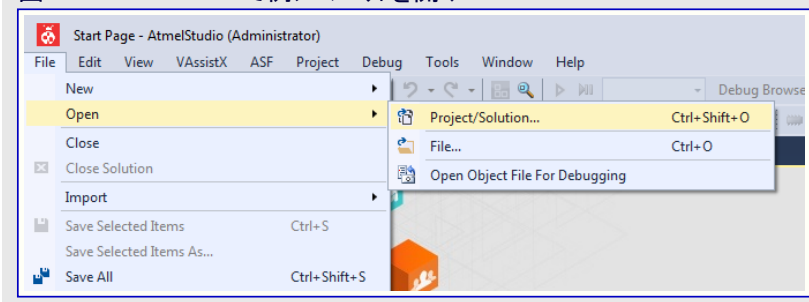 Start Page - AtmelStudio (Administrator)
File Edit View VAssistX ASF Project Debug Tools Window Help
New
Debug Browse
Open
Project/Solution... Ctrl+Shift+O
Close
File... Ctrl+O
Close Solution
Open Object File For Debugging
Import
Save Selected Items Ctrl+S
Save Selected Items As...
Save All Ctrl+Shift+S